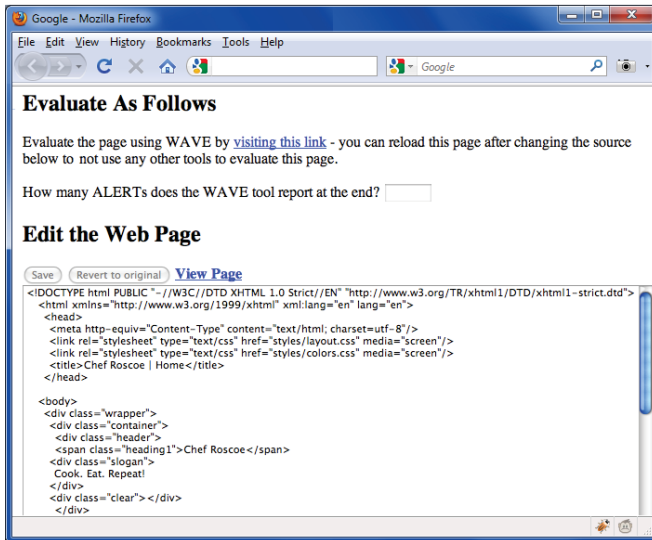 Google - Mozilla Firefox
File Edit View History Bookmarks Tools Help
Google
Evaluate As Follows
Evaluate the page using WAVE by visiting this link - you can reload this page after changing the source
below to not use any other tools to evaluate this page.
How many ALERTs does the WAVE tool report at the end?
Edit the Web Page
Save Revert to original View Page
<!DOCTYPE html PUBLIC "-//W3C//DTD XHTML 1.0 Strict//EN" "http://www.w3.org/TR/xhtml1/DTD/xhtml1-strict.dtd">
<html xmlns="http://www.w3.org/1999/xhtml" xml:lang="en" lang="en">
<head>
<meta http-equiv="Content-Type" content="text/html; charset=utf-8"/>
<link rel="stylesheet" type="text/css" href="styles/layout.css" media="screen"/>
<link rel="stylesheet" type="text/css" href="styles/colors.css" media="screen"/>
<title>Chef Roscoe | Home</title>
</head>
<body>
<div class="wrapper">
<div class="container">
<div class="header">
<span class="heading1">Chef Roscoe</span>
<div class="slogan">
Cook. Eat. Repeat!
</div>
<div class="clear"></div>
</div>